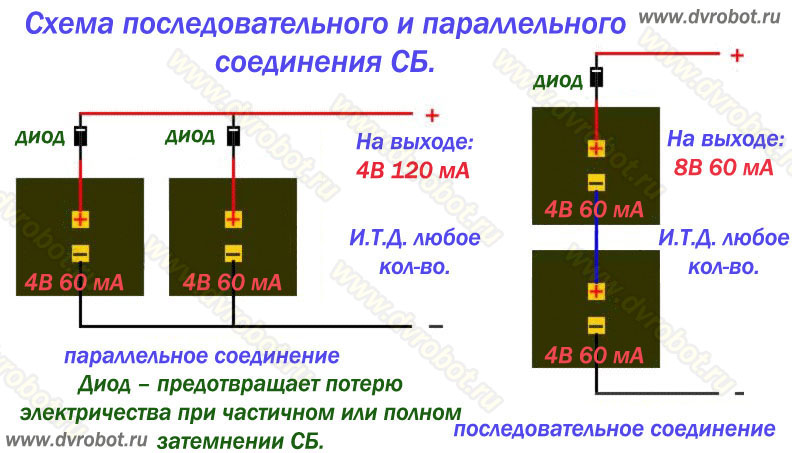 Схема последовательного и параллельного
соединения СБ.
www.dvrobot.ru
диод
диод
+
На выходе:
4В 120 мА
И.Т.Д. любое
кол-во.
+
−
4В 60 мА
+
−
4В 60 мА
−
параллельное соединение
Диод – предотвращает потерю
электричества при частичном или полном
затемнении СБ.
www.dvrobot.ru
+
диод
На выходе:
8В 60 мА
+
−
4В 60 мА
И.Т.Д. любое
кол-во.
+
−
4В 60 мА
−
последовательное соединение
www.dvrobot.ru